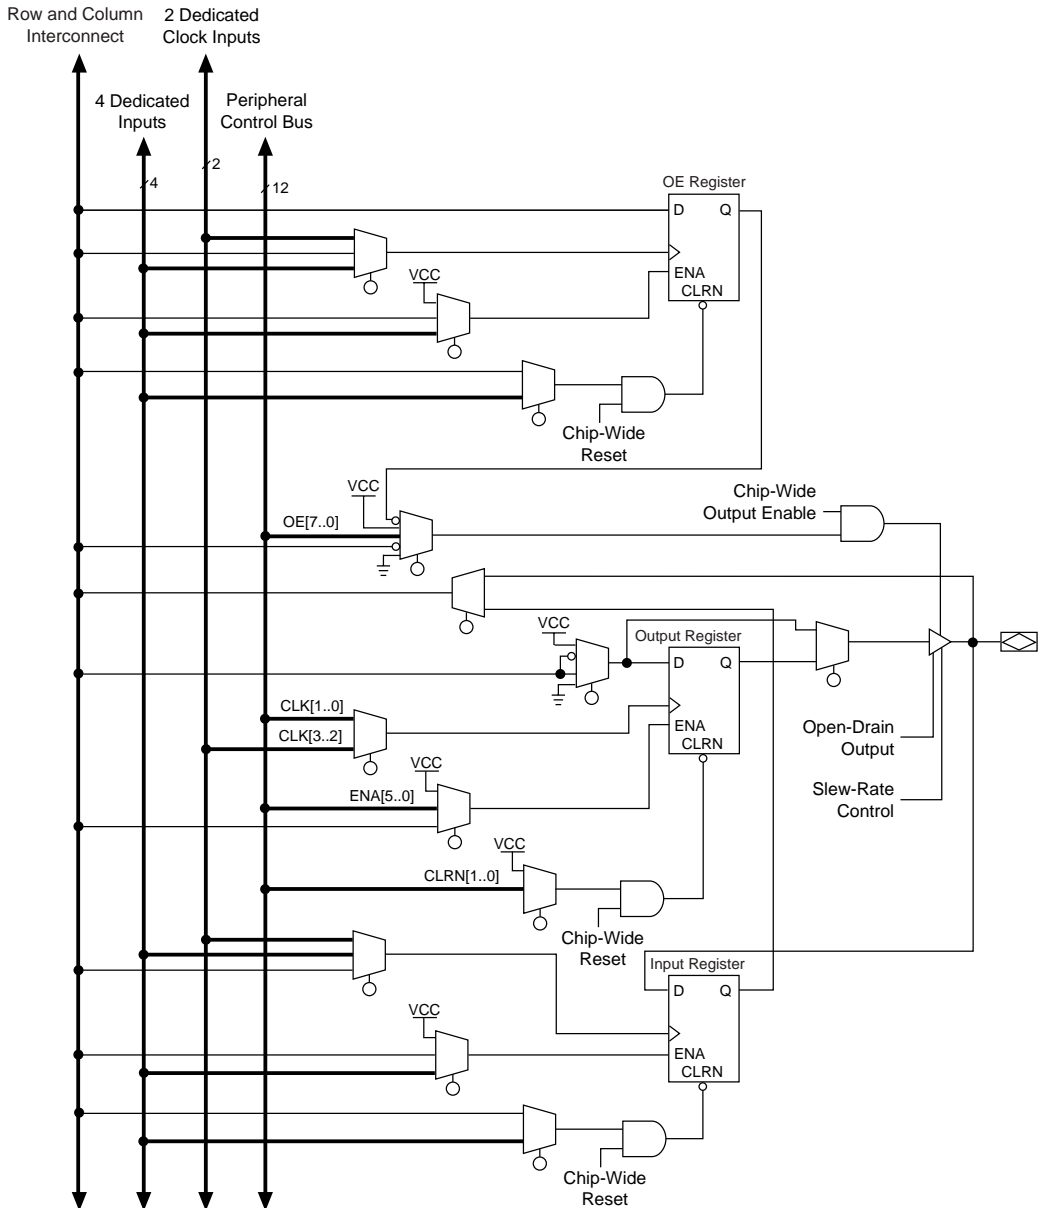 Row and Column
Interconnect
2 Dedicated
Clock Inputs
4 Dedicated
Inputs
Peripheral
Control Bus
2
4
12
OE Register
D Q
ENA
CLRN
VCC
Chip-Wide
Reset
VCC
OE[7..0]
Chip-Wide
Output Enable
VCC
Output Register
D Q
ENA
CLRN
CLK[1..0]
CLK[3..2]
VCC
ENA[5..0]
Open-Drain
Output
Slew-Rate
Control
VCC
CLRN[1..0]
Chip-Wide
Reset
Input Register
D Q
ENA
CLRN
VCC
Chip-Wide
Reset